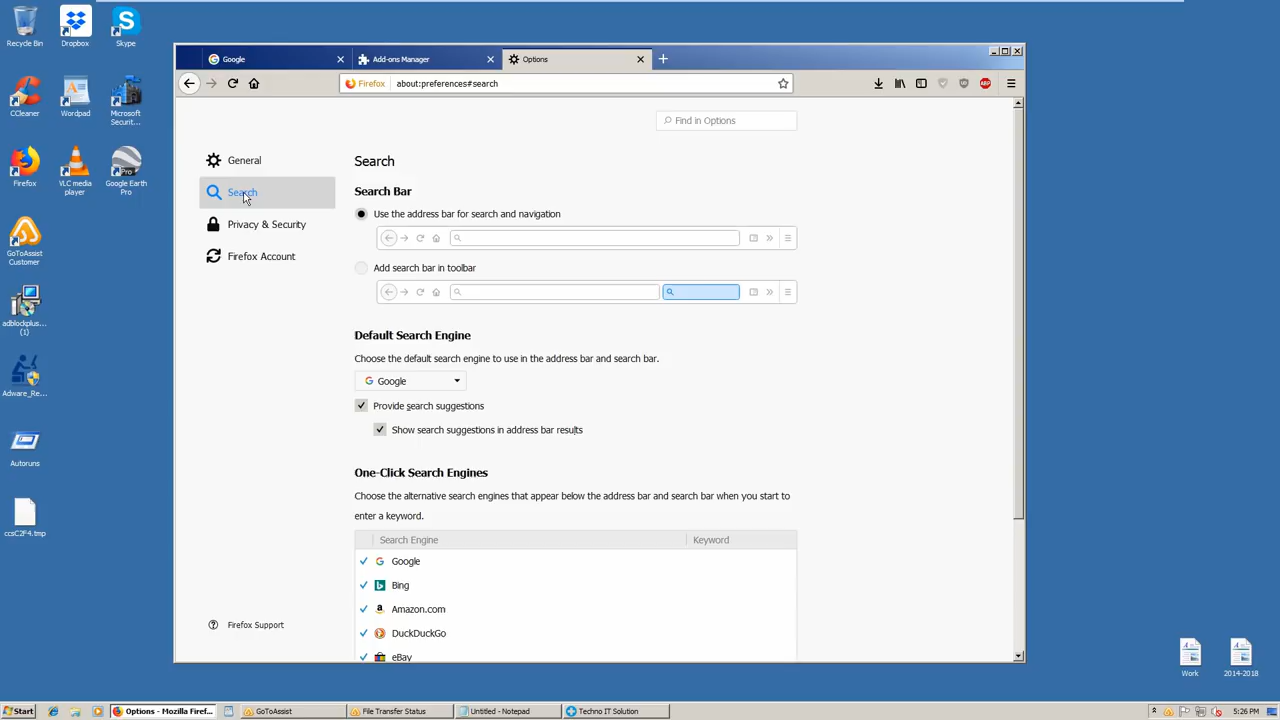 Recycle Bin
Dropbox
Skype
CCleaner
Wordpad
Microsoft
Securit...
Firefox
VLC media
player
Google Earth
Pro
Pro
GoToAssist
Customer
adblockplus...
(1)
Adware_Re...
Autoruns
ccsC2F4.tmp
Google
Add-ons Manager
Options
Firefox
about:preferences#search
ABP
Find in Options
General
Search
Privacy & Security
Firefox Account
Firefox Support
Search
Search Bar
Use the address bar for search and navigation
Add search bar in toolbar
Default Search Engine
Choose the default search engine to use in the address bar and search bar.
Google
Provide search suggestions
Show search suggestions in address bar results
One-Click Search Engines
Choose the alternative search engines that appear below the address bar and search bar when you start to
enter a keyword.
Search Engine Keyword
Google
Bing
Amazon.com
DuckDuckGo
eBay
Work
2014-2018
Start
Options - Mozilla Firef...
GoToAssist
File Transfer Status
Untitled - Notepad
Techno IT Solution
5:26 PM